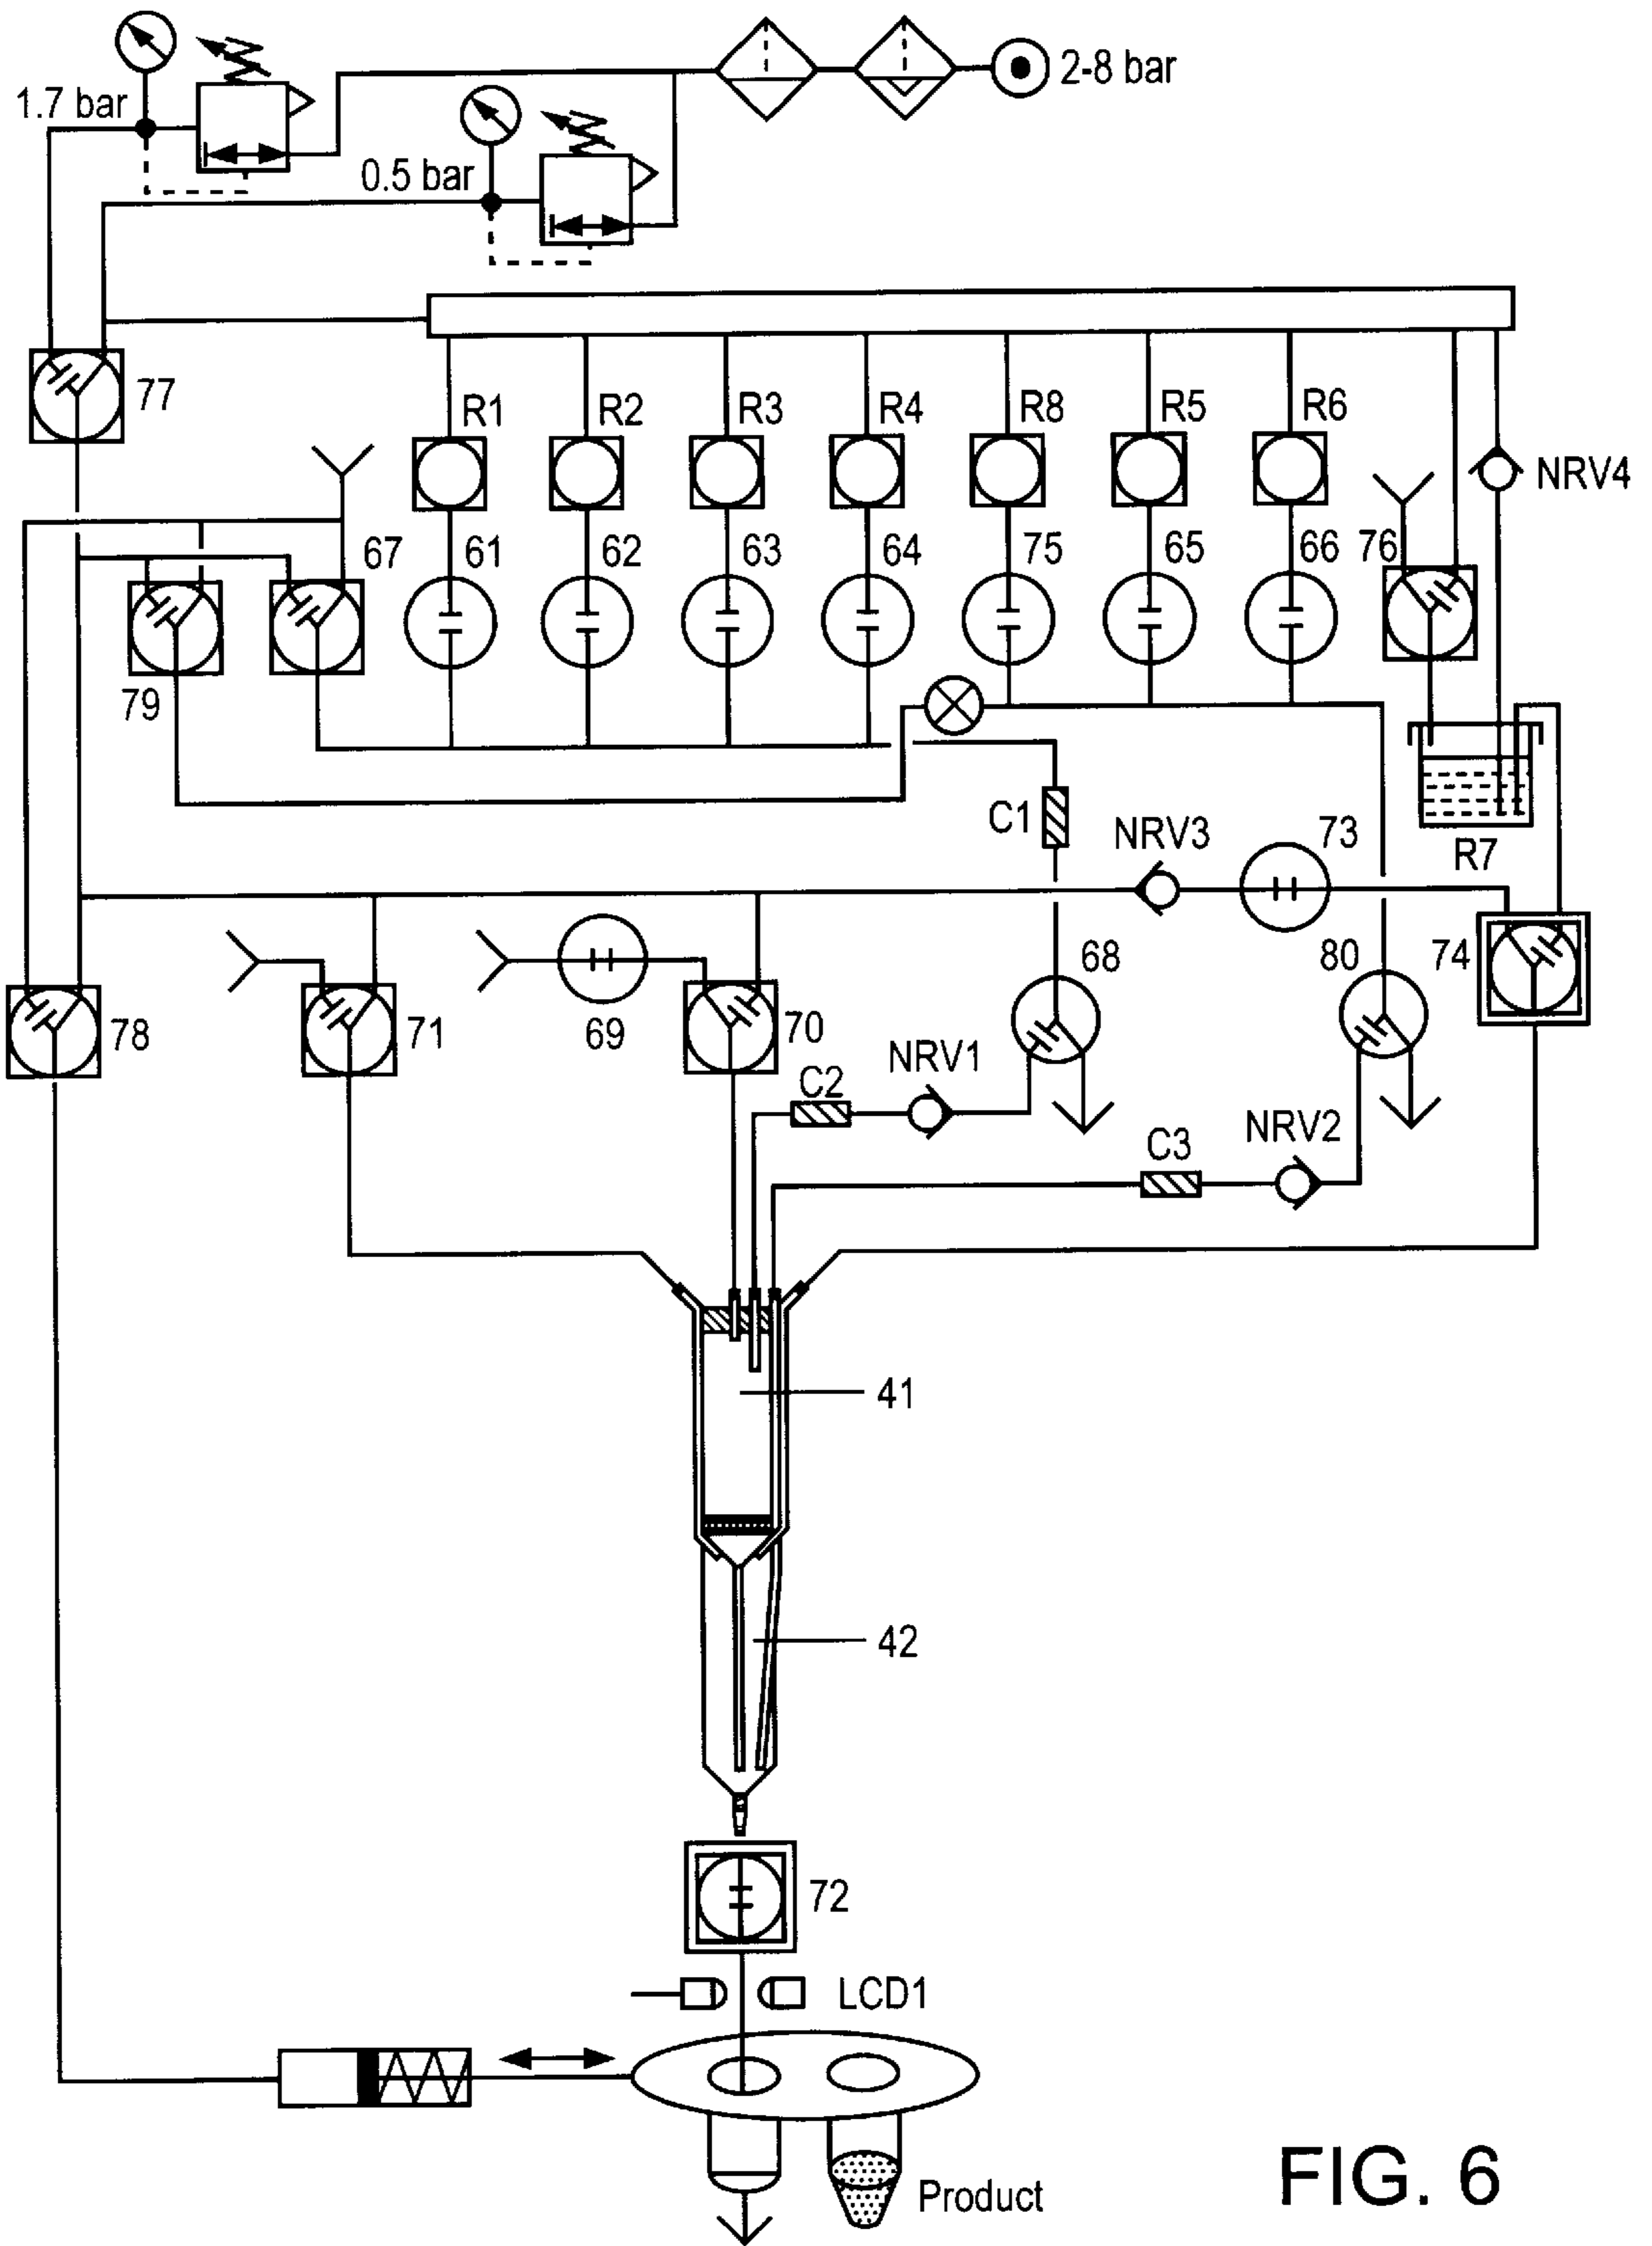 2-8 bar
1.7 bar
0.5 bar
77
R1 R2 R3 R4 R8 R5 R6
NRV4
67 61 62 63 64 75 65 66 76
79
C1 NRV3 73 R7
68 80 74
78 71 69 70
NRV1
C2
NRV2
C3
41
42
72
LCD1
Product
FIG. 6